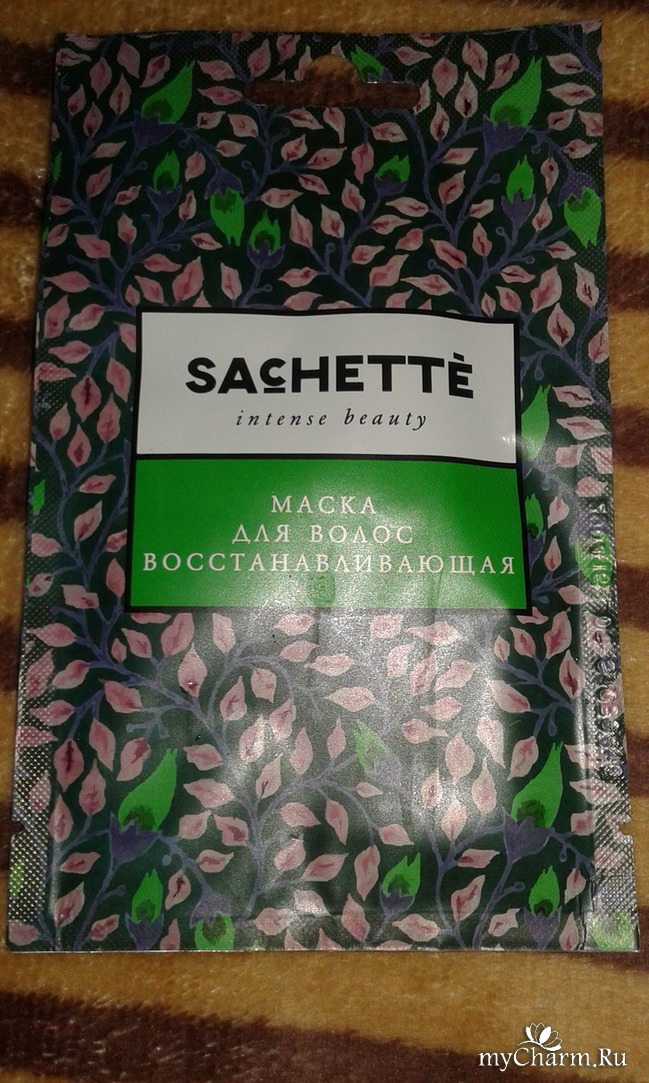 SACHETTÈ
intense beauty
МАСКА
ДЛЯ ВОЛОС
ВОССТАНАВЛИВАЮЩАЯ
myCharm.Ru